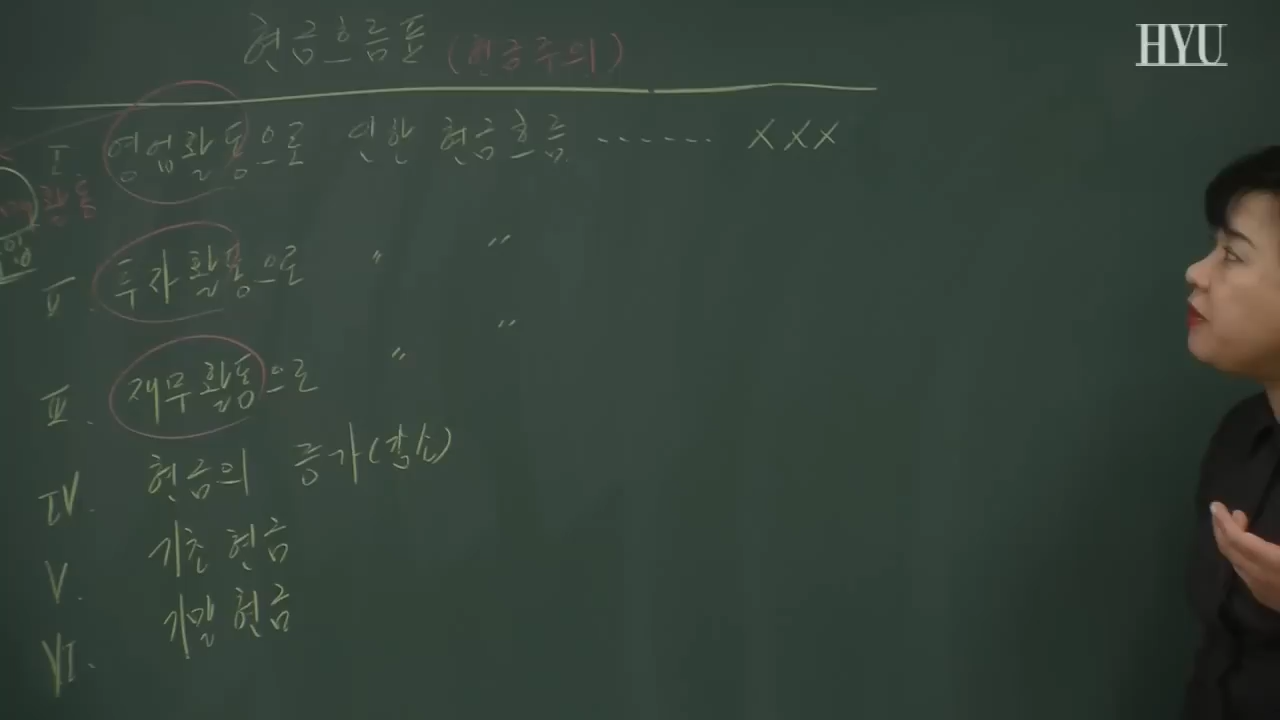 현금흐름표 (현금주의)
HYU
I. 영업활동으로 인한 현금흐름 ....... XXX
활동
II. 투자활동으로 〃 〃
III. 재무활동으로 〃 〃
IV. 현금의 증가(감소)
V. 기초현금
VI. 기말현금